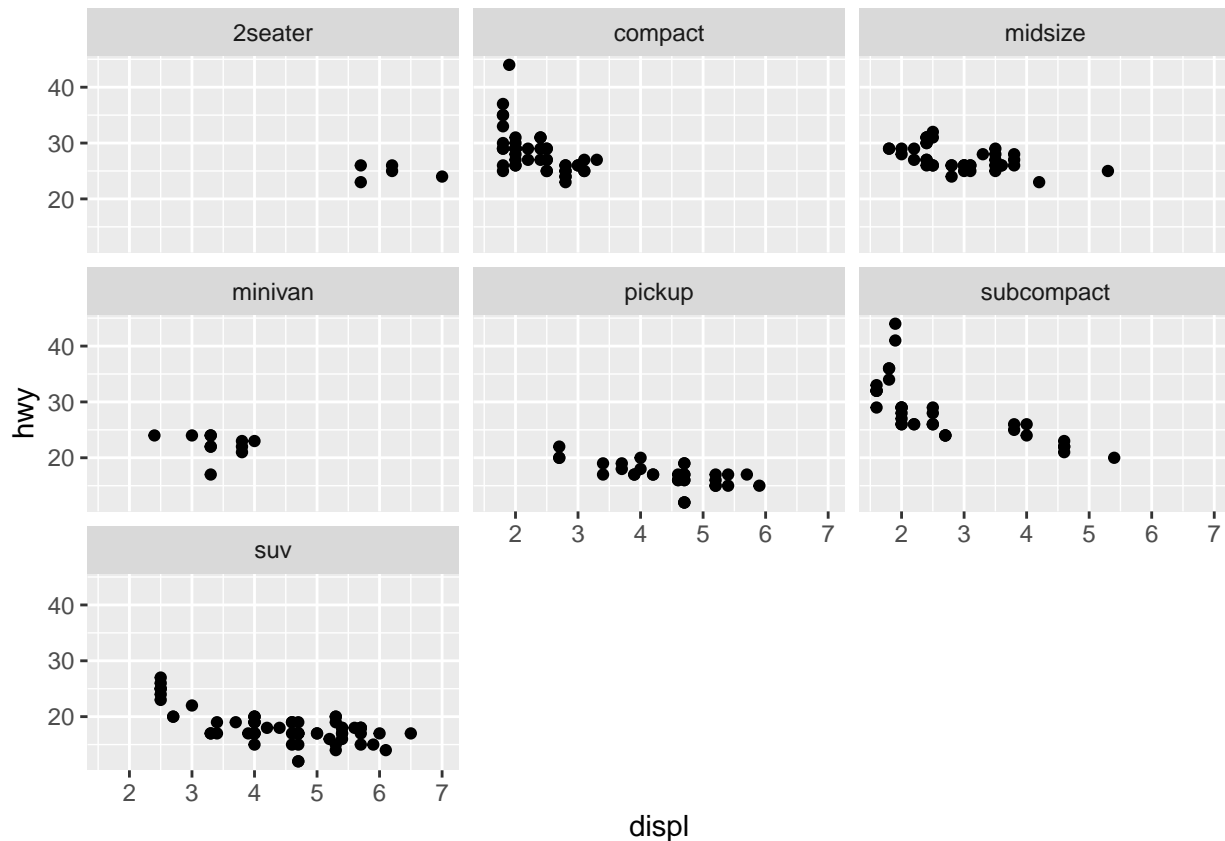 2seater compact midsize
40
30
20
minivan pickup subcompact
40
30
20
2 3 4 5 6 7 2 3 4 5 6 7
suv
40
30
20
2 3 4 5 6 7
hwy
displ